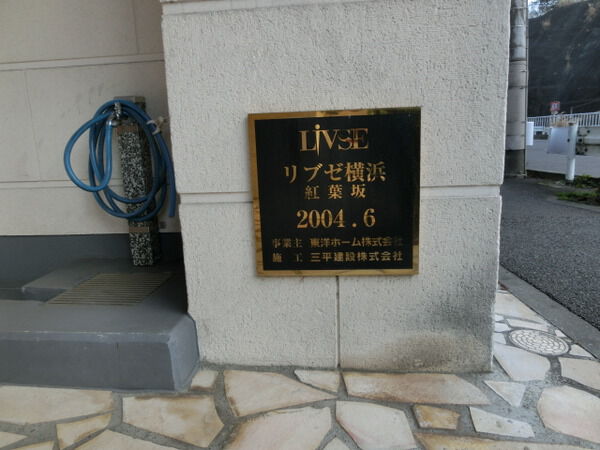 LiVSE
リブゼ横浜
紅葉坂
2004.6
事業主 東洋ホーム株式会社
施工 三平建設株式会社